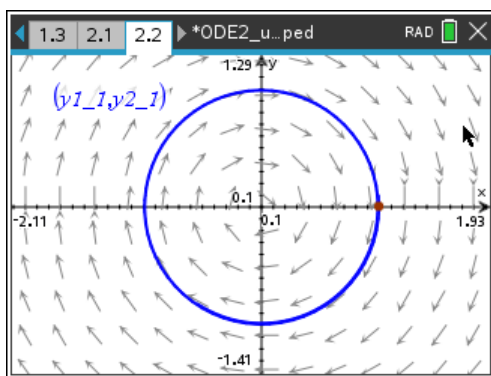 1.3 2.1 2.2 *ODE2_u…ped RAD
1.29 y
(y1_1,y2_1)
0.1
x
-2.11 0.1 1.93
-1.41